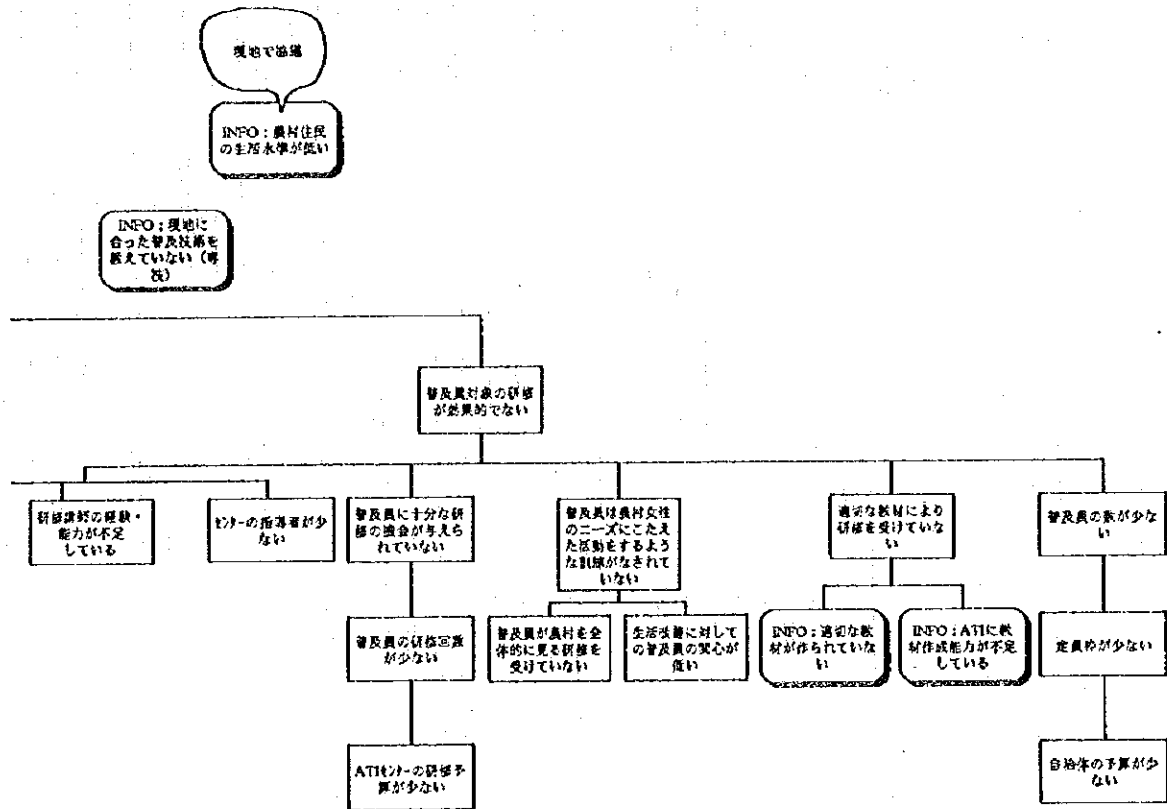 現地で
INFO：農村住民
の生活水準が低い
INFO：現地に
合った普及技術を
教えていない（専
技）
普及員対象の研修
が効果的でない
研修講師の経験・
能力が不足
している
センターの指導者が少
ない
普及員に十分な研
修の機会が与えら
れていない
普及員は農村女性
のニーズにこたえ
た活動をするよう
な訓練がなされて
いない
適切な教材により
研修を受けていな
い
普及員の数が少な
い
普及員の研修回数
が少ない
普及員が農村を全
体的に見る研修を
受けていない
生活改善に対して
の普及員の関心が
低い
INFO：適切な教
材が作られていな
い
INFO：ATIに教
材作成能力が不足
している
定員枠が少ない
ATIセンターの研修予
算が少ない
自治体の予算が少
ない